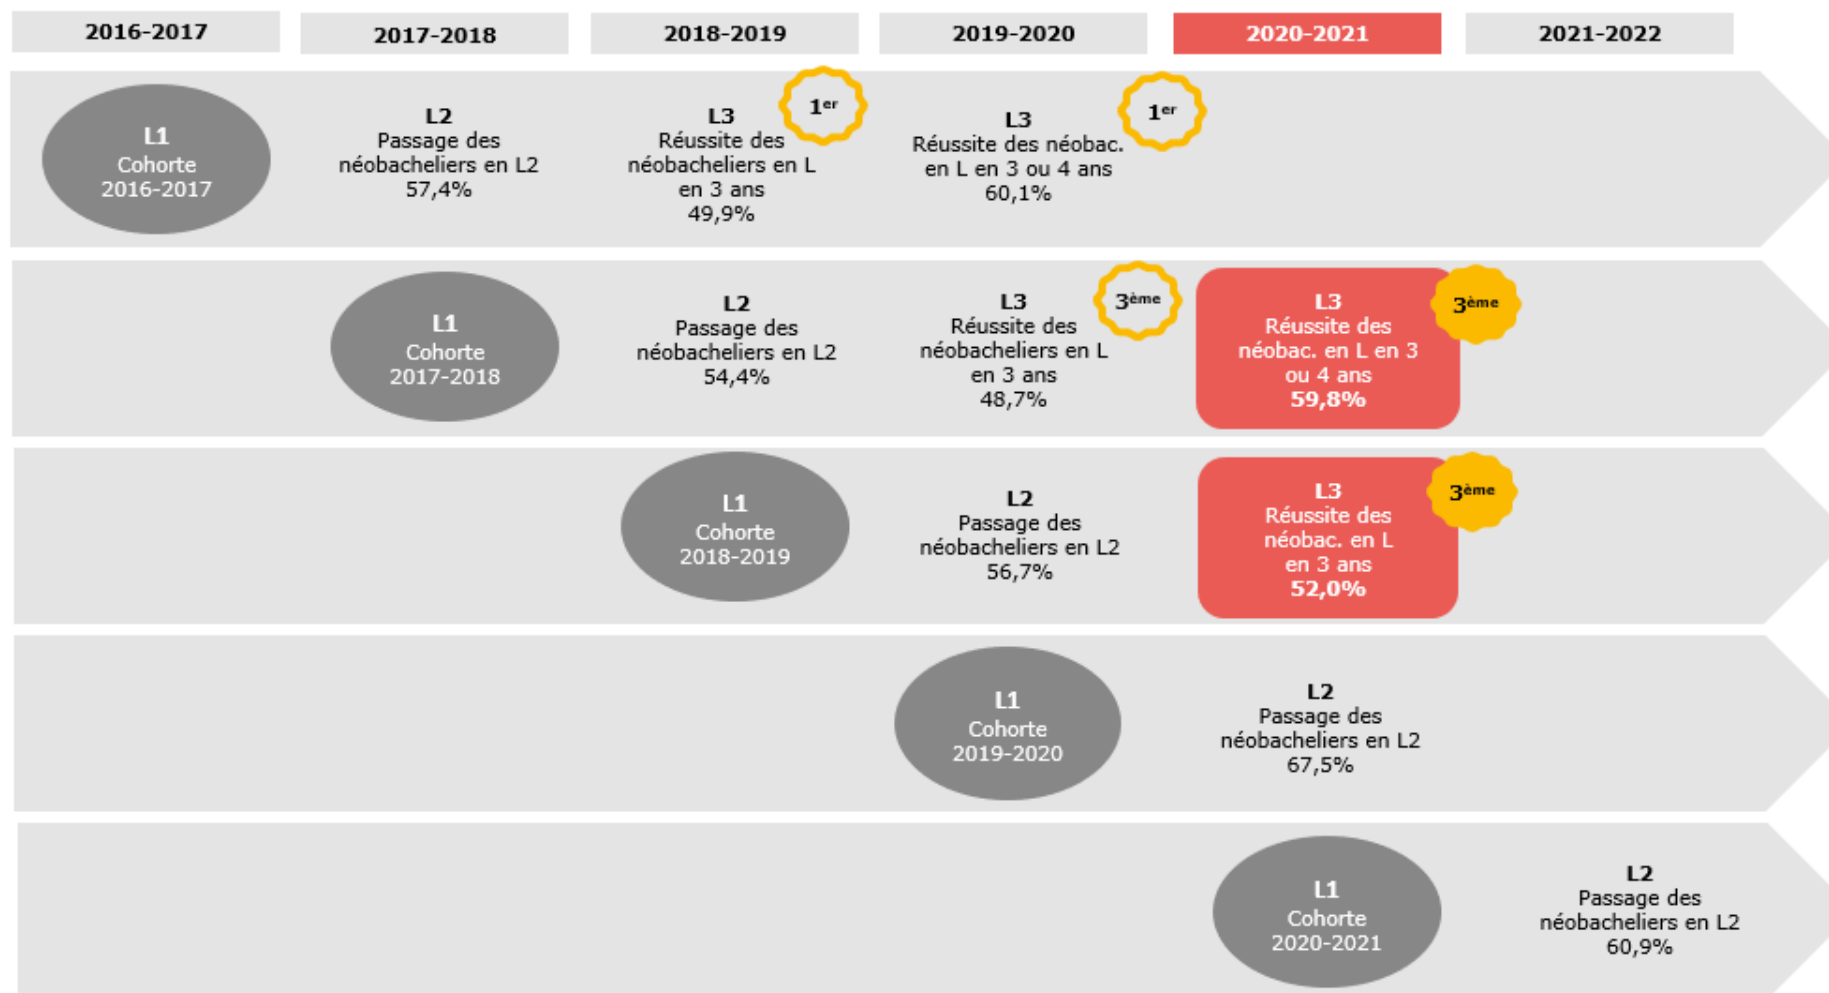 2016-2017
2017-2018
2018-2019
2019-2020
2020-2021
2021-2022
L1
Cohorte
2016-2017
L2
Passage des
néobacheliers en L2
57,4%
L3
Réussite des
néobacheliers en L
en 3 ans
49,9%
1er
L3
Réussite des néobac.
en L en 3 ou 4 ans
60,1%
1er
L1
Cohorte
2017-2018
L2
Passage des
néobacheliers en L2
54,4%
L3
Réussite des
néobacheliers en L
en 3 ans
48,7%
3ème
L3
Réussite des
néobac. en L en 3
ou 4 ans
59,8%
3ème
L1
Cohorte
2018-2019
L2
Passage des
néobacheliers en L2
56,7%
L3
Réussite des
néobac. en L
en 3 ans
52,0%
3ème
L1
Cohorte
2019-2020
L2
Passage des
néobacheliers en L2
67,5%
L1
Cohorte
2020-2021
L2
Passage des
néobacheliers en L2
60,9%